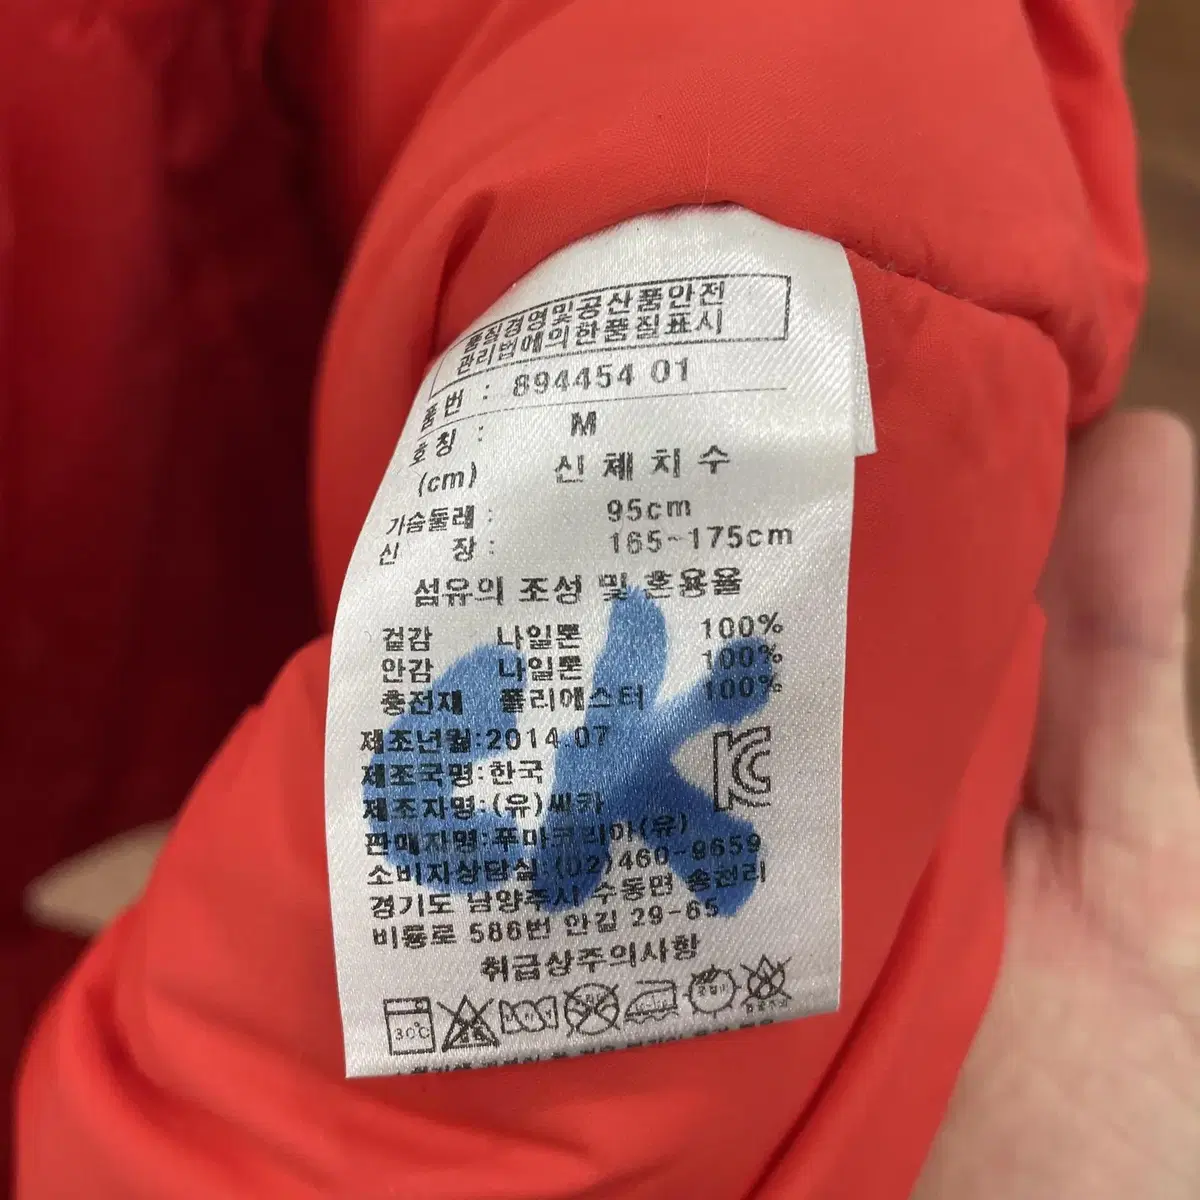 품질경영및공산품안전
관리법에의한품질표시
품번 : 894454 01
호칭 : M
(cm) 신체치수
가슴둘레 : 95cm
신 장 : 165~175cm
섬유의 조성 및 혼용율
겉감 나일론 100%
안감 나일론 100%
충전재 폴리에스터 100%
제조년월:2014.07
제조국명:한국
제조자명:(유)씨카
판매자명:푸마코리아(유)
소비자상담실:(02)460-9659
경기도 남양주시 수동면 송천리
비룡로 586번 안길 29-65
취급상주의사항
30℃